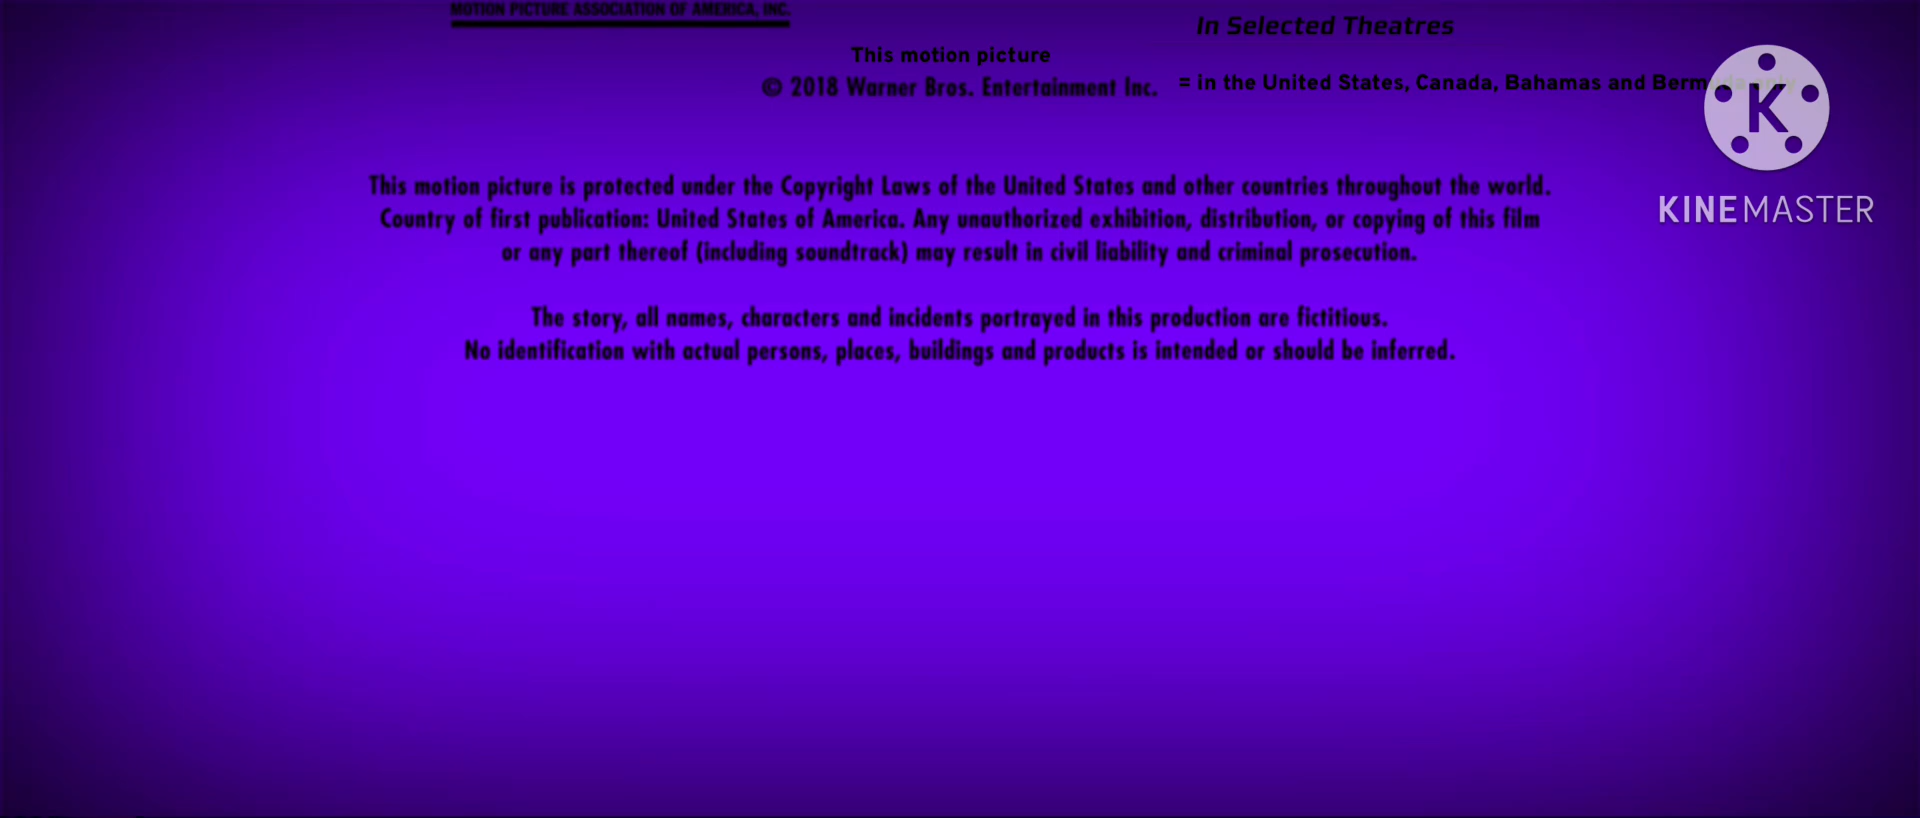 MOTION PICTURE ASSOCIATION OF AMERICA, INC.
In Selected Theatres
This motion picture
© 2018 Warner Bros. Entertainment Inc.
= in the United States, Canada, Bahamas and Bermuda only
K
KINEMASTER
This motion picture is protected under the Copyright Laws of the United States and other countries throughout the world.
Country of first publication: United States of America. Any unauthorized exhibition, distribution, or copying of this film
or any part thereof (including soundtrack) may result in civil liability and criminal prosecution.
The story, all names, characters and incidents portrayed in this production are fictitious.
No identification with actual persons, places, buildings and products is intended or should be inferred.